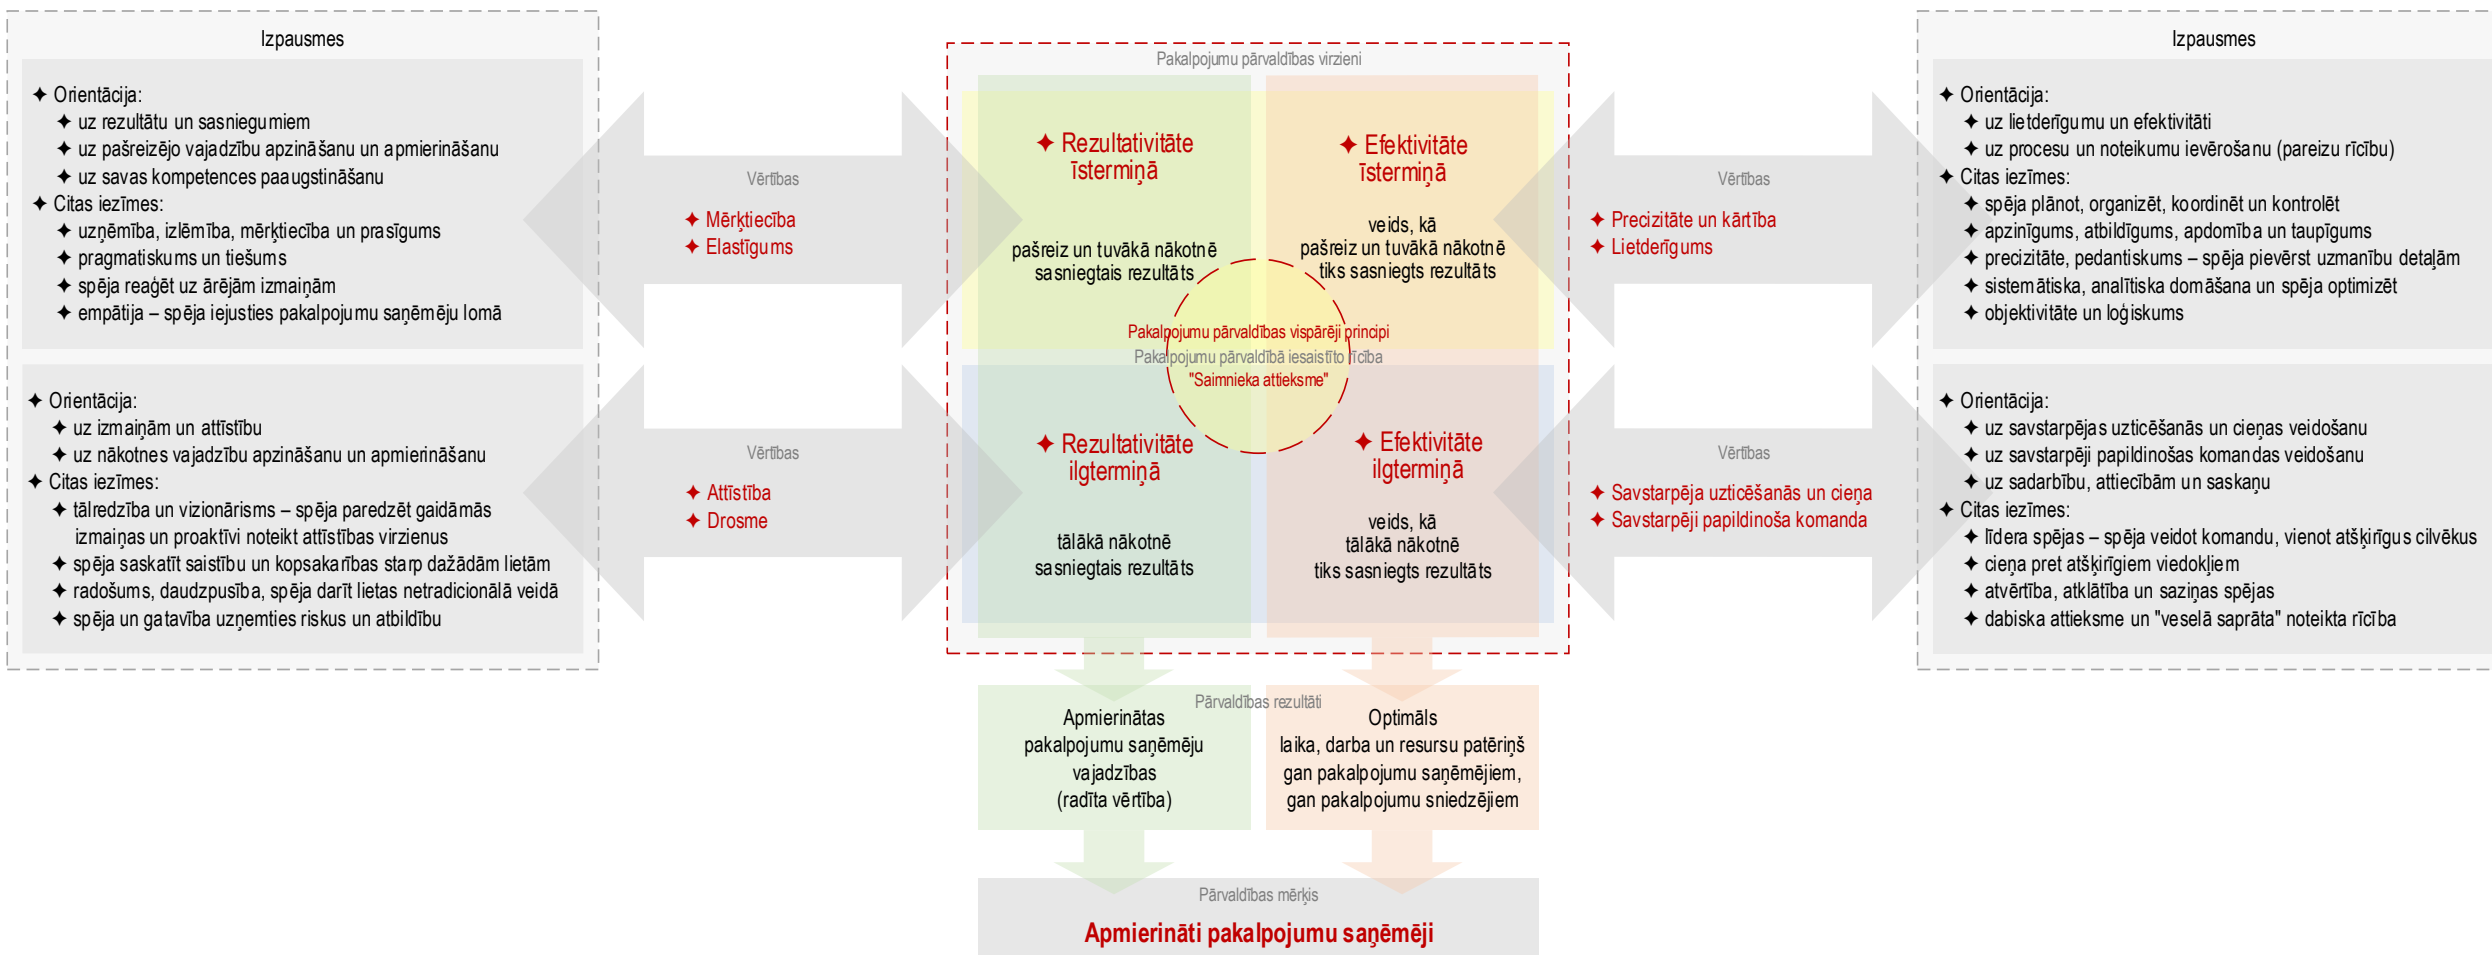 Izpausmes
✦ Orientācija:
✦ uz rezultātu un sasniegumiem
✦ uz pašreizējo vajadzību apzināšanu un apmierināšanu
✦ uz savas kompetences paaugstināšanu
✦ Citas iezīmes:
✦ uzņēmība, izlēmība, mērķtiecība un prasīgums
✦ pragmatiskums un tiešums
✦ spēja reaģēt uz ārējām izmaiņām
✦ empātija – spēja iejusties pakalpojumu saņēmēju lomā
✦ Orientācija:
✦ uz izmaiņām un attīstību
✦ uz nākotnes vajadzību apzināšanu un apmierināšanu
✦ Citas iezīmes:
✦ tālredzība un vizionārisms – spēja paredzēt gaidāmās
izmaiņas un proaktīvi noteikt attīstības virzienus
✦ spēja saskatīt saistību un kopsakarības starp dažādām lietām
✦ radošums, daudzpusība, spēja darīt lietas netradicionālā veidā
✦ spēja un gatavība uzņemties riskus un atbildību
Vērtības
✦ Mērķtiecība
✦ Elastīgums
Vērtības
✦ Attīstība
✦ Drosme
Pakalpojumu pārvaldības virzieni
✦ Rezultativitāte
īstermiņā
pašreiz un tuvākā nākotnē
sasniegtais rezultāts
✦ Efektivitāte
īstermiņā
veids, kā
pašreiz un tuvākā nākotnē
tiks sasniegts rezultāts
Pakalpojumu pārvaldības vispārēji principi
Pakalpojumu pārvaldībā iesaistīto rīcība
"Saimnieka attieksme"
✦ Rezultativitāte
ilgtermiņā
tālākā nākotnē
sasniegtais rezultāts
✦ Efektivitāte
ilgtermiņā
veids, kā
tālākā nākotnē
tiks sasniegts rezultāts
Pārvaldības rezultāti
Apmierinātas
pakalpojumu saņēmēju
vajadzības
(radīta vērtība)
Optimāls
laika, darba un resursu patēriņš
gan pakalpojumu saņēmējiem,
gan pakalpojumu sniedzējiem
Pārvaldības mērķis
Apmierināti pakalpojumu saņēmēji
Vērtības
✦ Precizitāte un kārtība
✦ Lietderīgums
Vērtības
✦ Savstarpēja uzticēšanās un cieņa
✦ Savstarpēji papildinoša komanda
Izpausmes
✦ Orientācija:
✦ uz lietderīgumu un efektivitāti
✦ uz procesu un noteikumu ievērošanu (pareizu rīcību)
✦ Citas iezīmes:
✦ spēja plānot, organizēt, koordinēt un kontrolēt
✦ apzinīgums, atbildīgums, apdomība un taupīgums
✦ precizitāte, pedantiskums – spēja pievērst uzmanību detaļām
✦ sistemātiska, analītiska domāšana un spēja optimizēt
✦ objektivitāte un loģiskums
✦ Orientācija:
✦ uz savstarpējas uzticēšanās un cieņas veidošanu
✦ uz savstarpēji papildinošas komandas veidošanu
✦ uz sadarbību, attiecībām un saskaņu
✦ Citas iezīmes:
✦ līdera spējas – spēja veidot komandu, vienot atšķirīgus cilvēkus
✦ cieņa pret atšķirīgiem viedokļiem
✦ atvērtība, atklātība un saziņas spējas
✦ dabiska attieksme un "veselā saprāta" noteikta rīcība